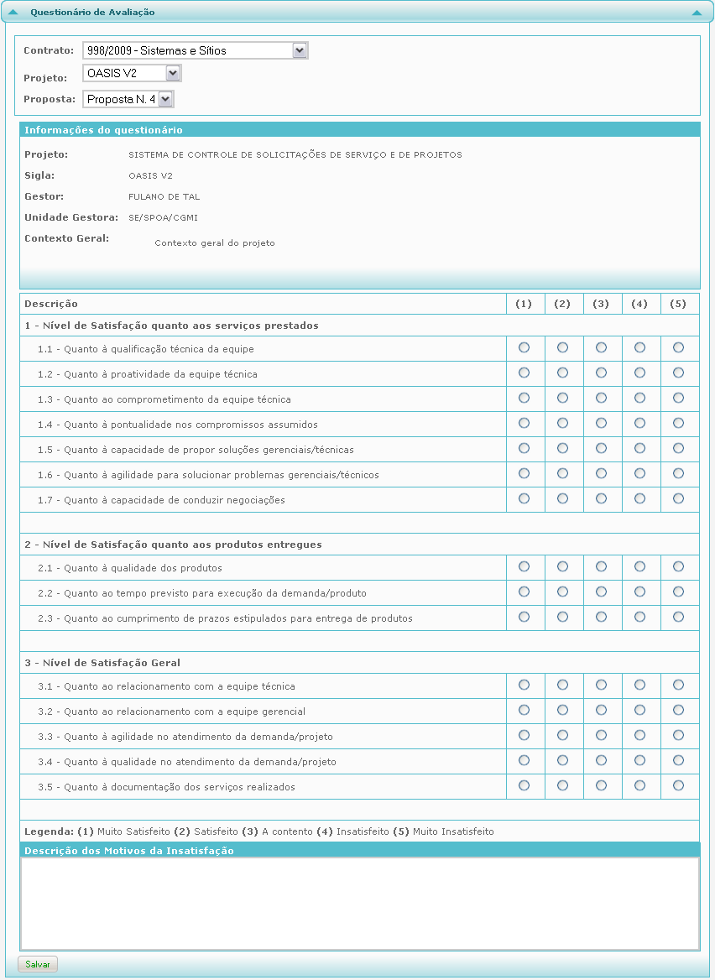 Questionário de Avaliação
Contrato: 998/2009 - Sistemas e Sítios
Projeto: OASIS V2
Proposta: Proposta N. 4
Informações do questionário
Projeto: SISTEMA DE CONTROLE DE SOLICITAÇÕES DE SERVIÇO E DE PROJETOS
Sigla: OASIS V2
Gestor: FULANO DE TAL
Unidade Gestora: SE/SPOA/CGMI
Contexto Geral: Contexto geral do projeto
Descrição (1) (2) (3) (4) (5)
1 - Nível de Satisfação quanto aos serviços prestados
1.1 - Quanto à qualificação técnica da equipe
1.2 - Quanto à proatividade da equipe técnica
1.3 - Quanto ao comprometimento da equipe técnica
1.4 - Quanto à pontualidade nos compromissos assumidos
1.5 - Quanto à capacidade de propor soluções gerenciais/técnicas
1.6 - Quanto à agilidade para solucionar problemas gerenciais/técnicos
1.7 - Quanto à capacidade de conduzir negociações
2 - Nível de Satisfação quanto aos produtos entregues
2.1 - Quanto à qualidade dos produtos
2.2 - Quanto ao tempo previsto para execução da demanda/produto
2.3 - Quanto ao cumprimento de prazos estipulados para entrega de produtos
3 - Nível de Satisfação Geral
3.1 - Quanto ao relacionamento com a equipe técnica
3.2 - Quanto ao relacionamento com a equipe gerencial
3.3 - Quanto à agilidade no atendimento da demanda/projeto
3.4 - Quanto à qualidade no atendimento da demanda/projeto
3.5 - Quanto à documentação dos serviços realizados
Legenda: (1) Muito Satisfeito (2) Satisfeito (3) A contento (4) Insatisfeito (5) Muito Insatisfeito
Descrição dos Motivos da Insatisfação
Salvar